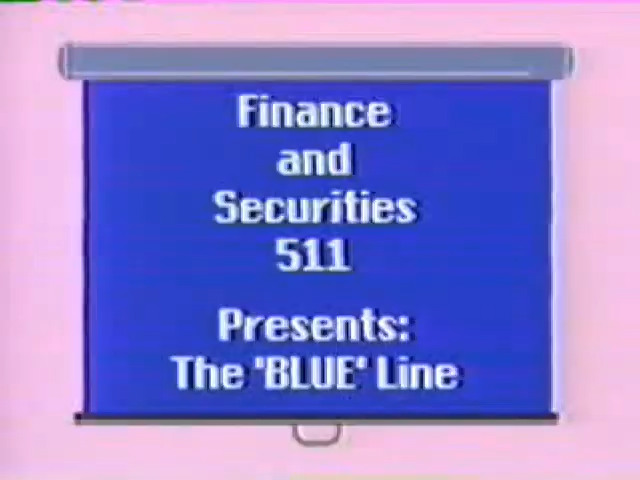 Finance
and
Securities
511
Presents:
The 'BLUE' Line